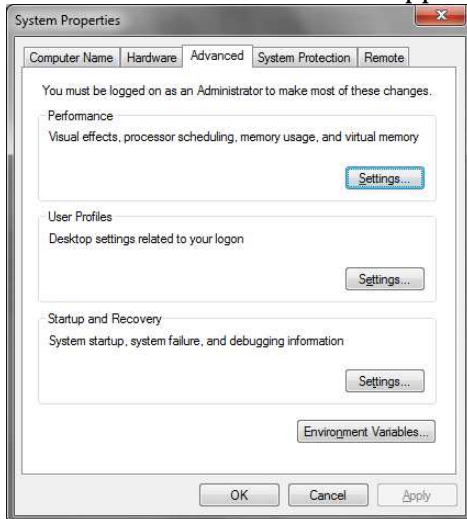 System Properties
Computer Name Hardware Advanced System Protection Remote
You must be logged on as an Administrator to make most of these changes.
Performance
Visual effects, processor scheduling, memory usage, and virtual memory
Settings...
User Profiles
Desktop settings related to your logon
Settings...
Startup and Recovery
System startup, system failure, and debugging information
Settings...
Environment Variables...
OK Cancel Apply